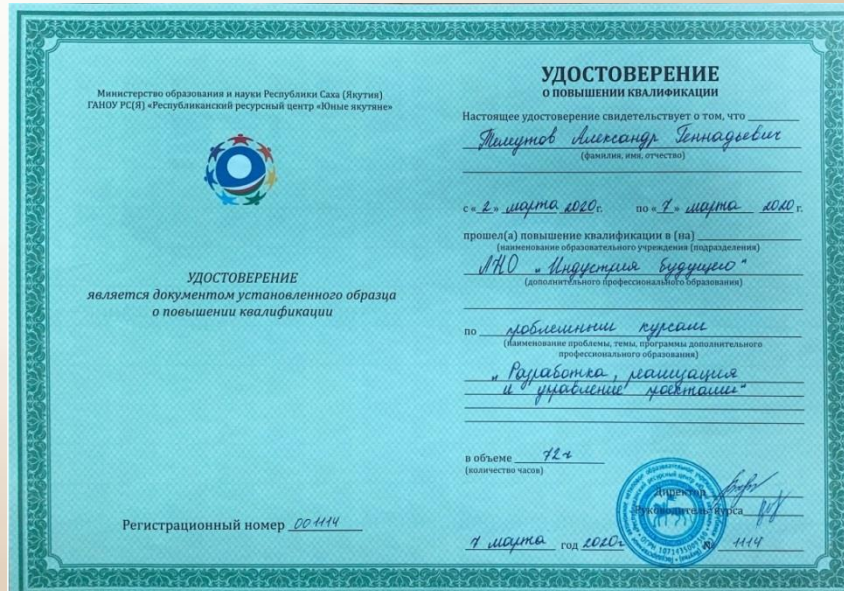 Министерство образования и науки Республики Саха (Якутия)
ГАНОУ РС(Я) «Республиканский ресурсный центр «Юные якутяне»
УДОСТОВЕРЕНИЕ
является документом установленного образца
о повышении квалификации
Регистрационный номер 001114
УДОСТОВЕРЕНИЕ
О ПОВЫШЕНИИ КВАЛИФИКАЦИИ
Настоящее удостоверение свидетельствует о том, что
Александр Геннадьевич
(фамилия, имя, отчество)
с « 2 » марта 2020 г. по « 7 » марта 2020 г.
прошел(а) повышение квалификации в (на)
(наименование образовательного учреждения (подразделения)
"Индустрия будущего"
(дополнительного профессионального образования)
по проблемным курсам
(наименование проблемы, темы, программы дополнительного
профессионального образования)
"Разработка, реализация
и управление проектами"
в объеме 72 ч
(количество часов)
Директор
Руководитель курса
7 марта год 2020 № 1114